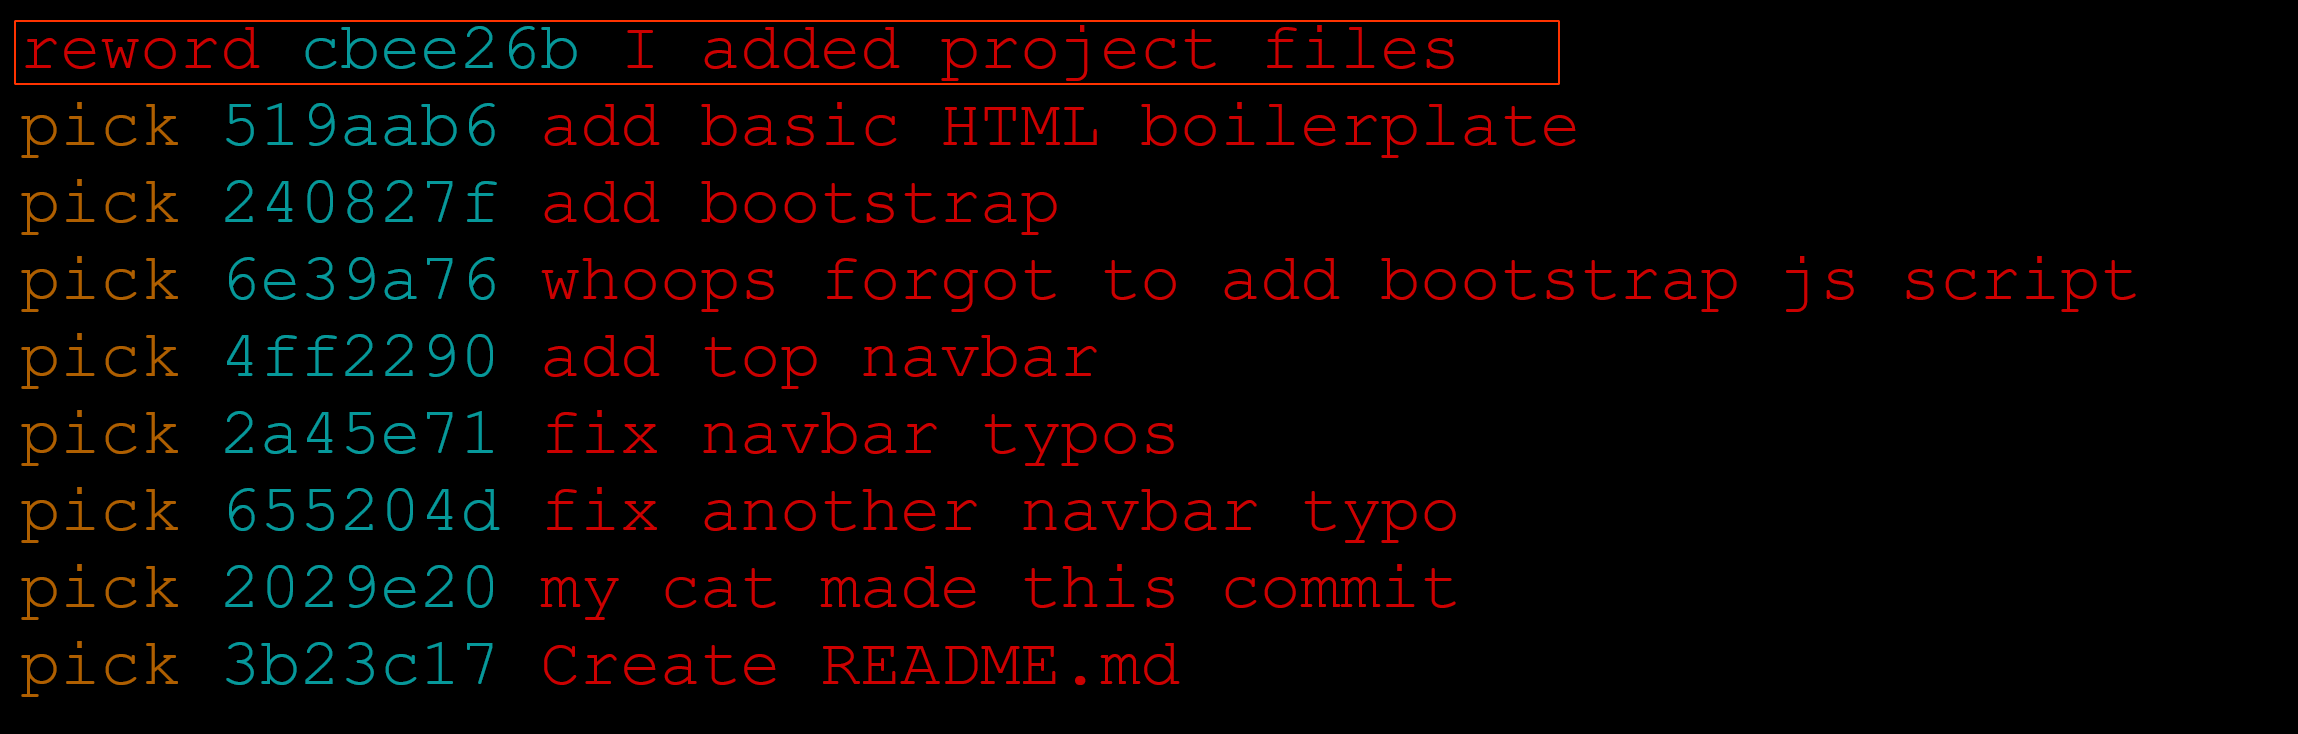 reword cbee26b I added project files
pick 519aab6 add basic HTML boilerplate
pick 240827f add bootstrap
pick 6e39a76 whoops forgot to add bootstrap js script
pick 4ff2290 add top navbar
pick 2a45e71 fix navbar typos
pick 655204d fix another navbar typo
pick 2029e20 my cat made this commit
pick 3b23c17 Create README.md